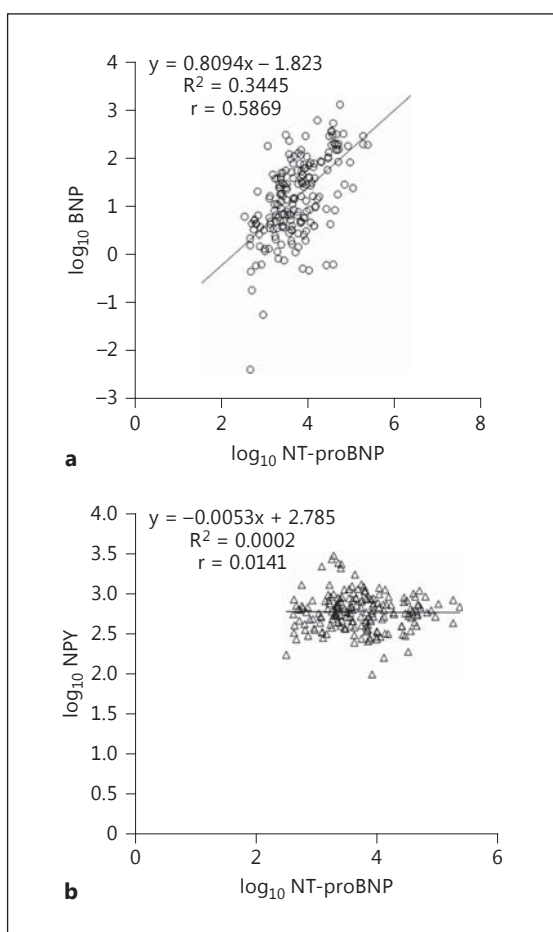 y = 0.8094x – 1.823
R² = 0.3445
r = 0.5869
4
3
2
1
0
–1
–2
–3
log₁₀ BNP
0
2
4
6
8
log₁₀ NT-proBNP
a
y = –0.0053x + 2.785
R² = 0.0002
r = 0.0141
4.0
3.5
3.0
2.5
2.0
1.5
1.0
0.5
0
log₁₀ NPY
0
2
4
6
log₁₀ NT-proBNP
b